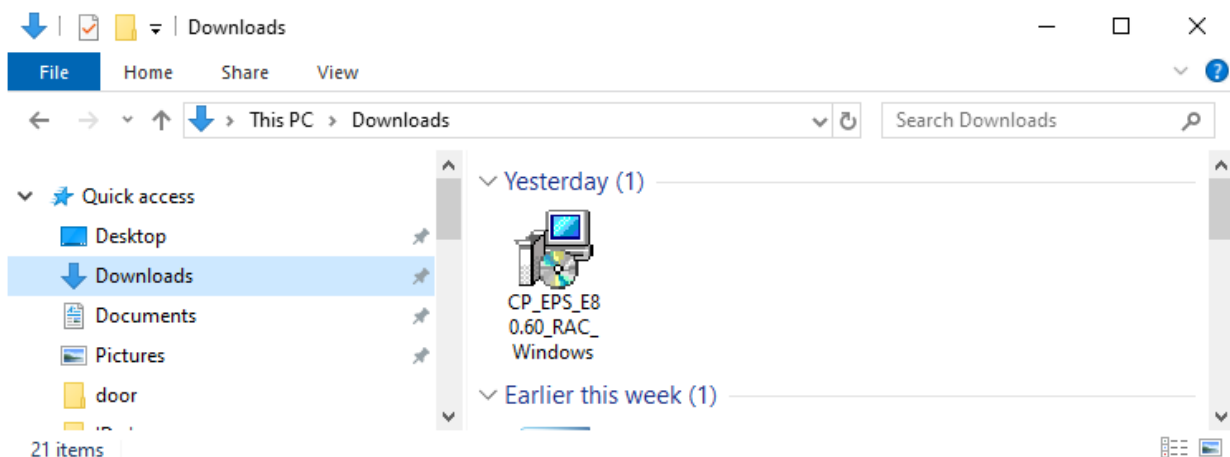 Downloads
File Home Share View
This PC > Downloads
Search Downloads
Quick access
Desktop
Downloads
Documents
Pictures
door
Yesterday (1)
CP_EPS_E8
0.60_RAC_
Windows
Earlier this week (1)
21 items